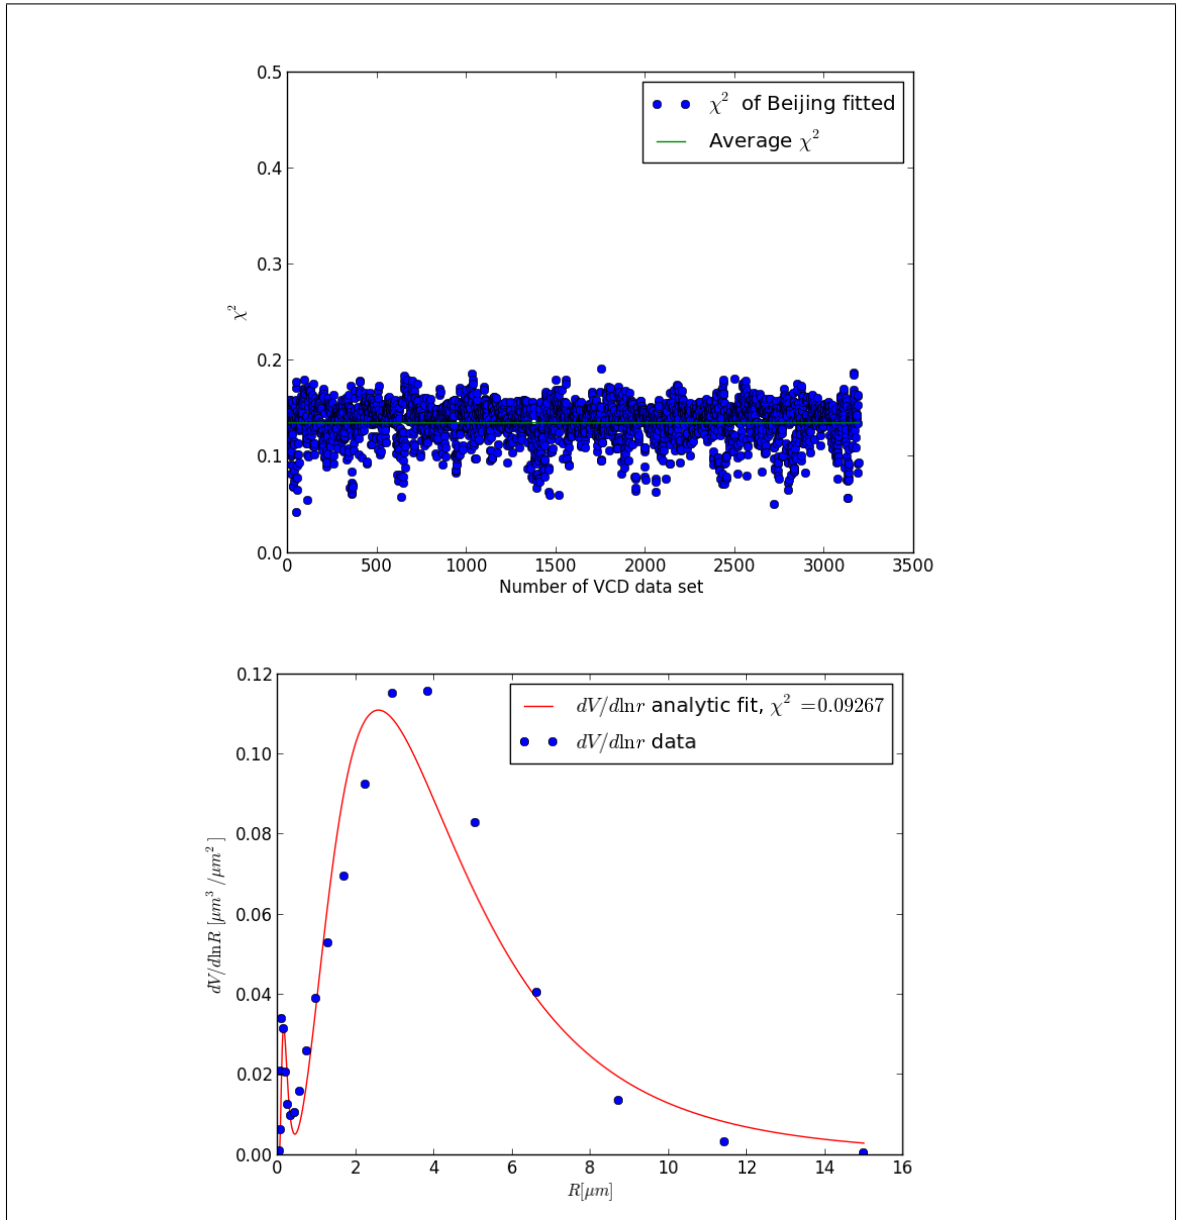 0.5
χ² of Beijing fitted
Average χ²
0.4
0.3
χ²
0.2
0.1
0.0
0 500 1000 1500 2000 2500 3000 3500
Number of VCD data set
0.12
dV/dlnr analytic fit, χ² =0.09267
dV/dlnr data
0.10
0.08
dV/dlnR [μm³/μm²]
0.06
0.04
0.02
0.00
0 2 4 6 8 10 12 14 16
R[μm]